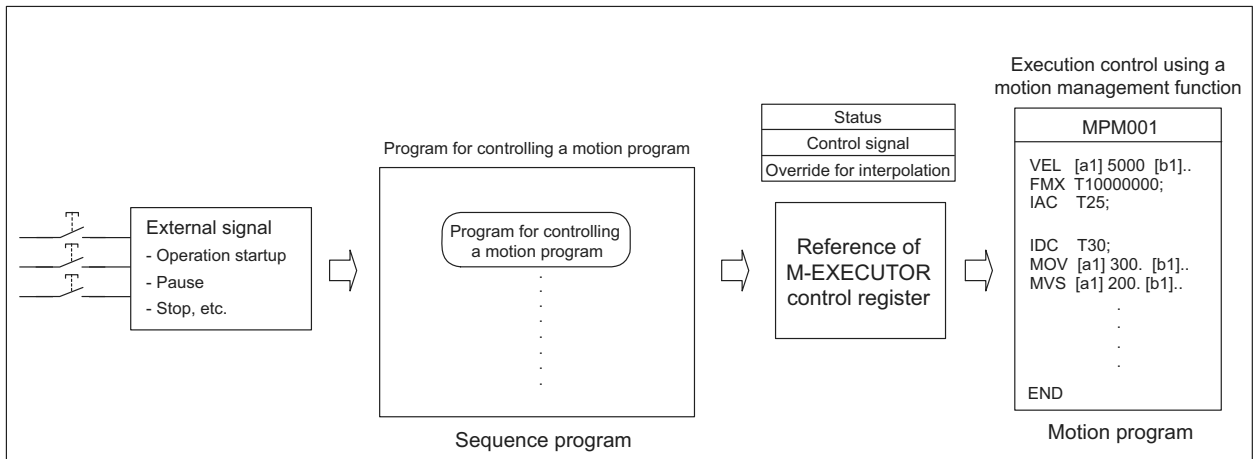 External signal
- Operation startup
- Pause
- Stop, etc.
Program for controlling a motion program
Program for controlling
a motion program
Sequence program
Status
Control signal
Override for interpolation
Reference of
M-EXECUTOR
control register
Execution control using a
motion management function
MPM001
VEL [a1] 5000 [b1]..
FMX T10000000;
IAC T25;
IDC T30;
MOV [a1] 300. [b1]..
MVS [a1] 200. [b1]..
END
Motion program